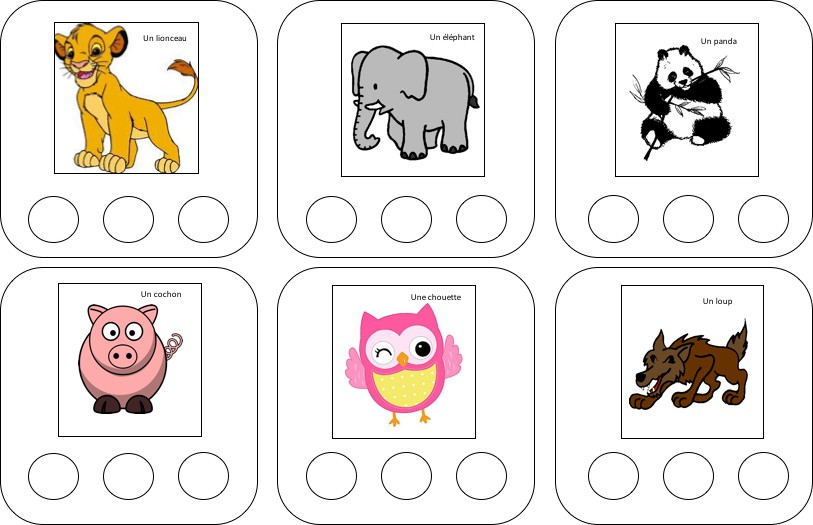 Un lionceau
Un éléphant
Un panda
Un cochon
Une chouette
Un loup